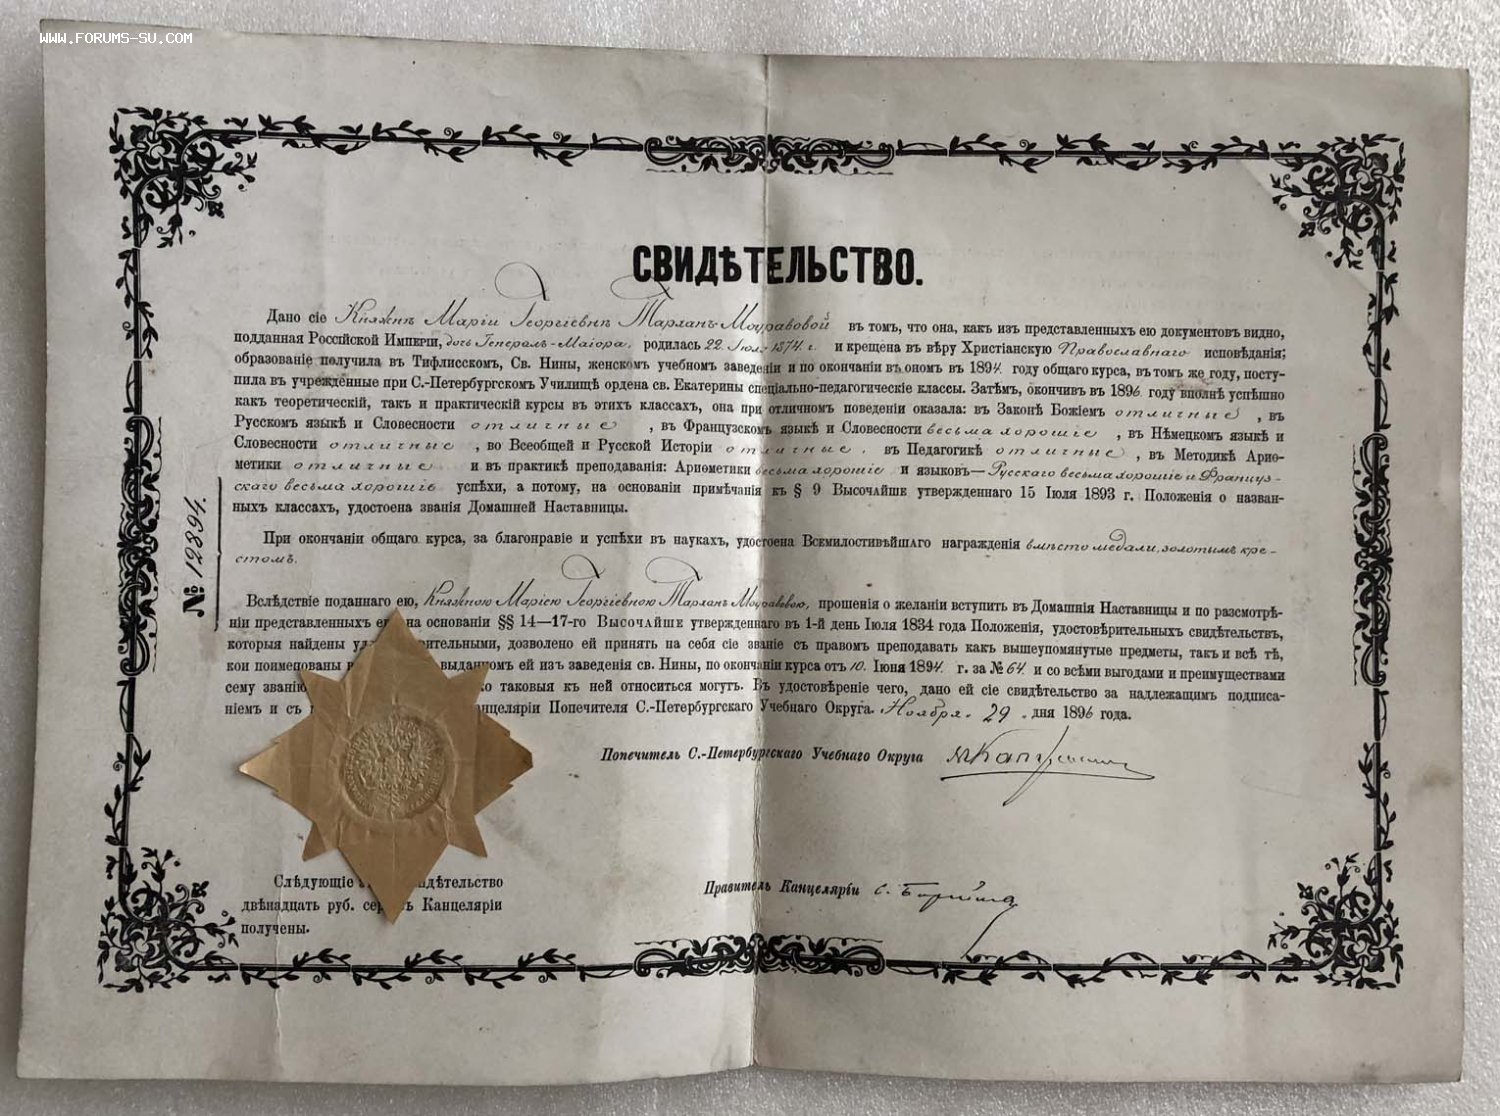 WWW.FORUMS-SU.COM
СВИДѢТЕЛЬСТВО.
Дано сіе Княжнѣ Маріи Георгіевнѣ Тарланъ-Моуравовой въ томъ, что она, какъ изъ представленныхъ ею документовъ видно,
подданная Россійской Имперіи, дочь Генералъ-Маіора, родилась 22 Іюля 1874 г. и крещена въ вѣру Христіанскую Православнаго исповѣданія;
образованіе получила въ Тифлисскомъ, Св. Нины, женскомъ учебномъ заведеніи и по окончаніи въ ономъ въ 1894 году общаго курса, въ томъ же году, посту-
пила въ учрежденные при С.-Петербургскомъ Училищѣ ордена св. Екатерины спеціально-педагогическіе классы. Затѣмъ, окончивъ въ 1896 году вполнѣ успѣшно
какъ теоретическій, такъ и практическій курсы въ этихъ классахъ, она при отличномъ поведеніи оказала: въ Законѣ Божіемъ отличные, въ
Русскомъ языкѣ и Словесности отличные, въ Французскомъ языкѣ и Словесности весьма хорошіе, въ Нѣмецкомъ языкѣ и
Словесности отличные, во Всеобщей и Русской Исторіи отличные, въ Педагогикѣ отличные, въ Методикѣ Арие-
метики отличные и въ практикѣ преподаванія: Ариѳметики весьма хорошіе и языковъ—Русскаго весьма хорошіе и Француз-
скаго весьма хорошіе успѣхи, а потому, на основаніи примѣчанія къ § 9 Высочайше утвержденнаго 15 Іюля 1893 г. Положенія о назван-
ныхъ классахъ, удостоена званія Домашней Наставницы.
При окончаніи общаго курса, за благонравіе и успѣхи въ наукахъ, удостоена Всемилостивѣйшаго награжденія вмѣсто медали, золотымъ кре-
стомъ.
№ 12394.
Вслѣдствіе поданнаго ею, Княжною Маріею Георгіевною Тарланъ Моуравовою, прошенія о желаніи вступить въ Домашнія Наставницы и по разсмотрѣ-
ніи представленныхъ на основаніи §§ 14—17-го Высочайше утвержденнаго въ 1-й день Іюля 1834 года Положенія, удостовѣрительныхъ свидѣтельствъ,
которыя найдены дозволено ей принять на себя сіе званіе съ правомъ преподавать какъ вышеупомянутые предметы, такъ и всѣ тѣ,
кои поименованы выданномъ ей изъ заведенія св. Нины, по окончаніи курса отъ 10 Іюня 1894 г. за № 64 и со всѣми выгодами и преимуществами
сему званію таковыя къ ней относиться могутъ. Въ удостовѣреніе чего, дано ей сіе свидѣтельство за надлежащимъ подписа-
ніемъ и съ Попечителя С.-Петербургскаго Учебнаго Округа. Ноября 29 дня 1896 года.
Попечитель С.-Петербургскаго Учебнаго Округа
Правитель Канцеляріи
Слѣдующіе
двѣнадцать руб. Канцеляріи
получены.